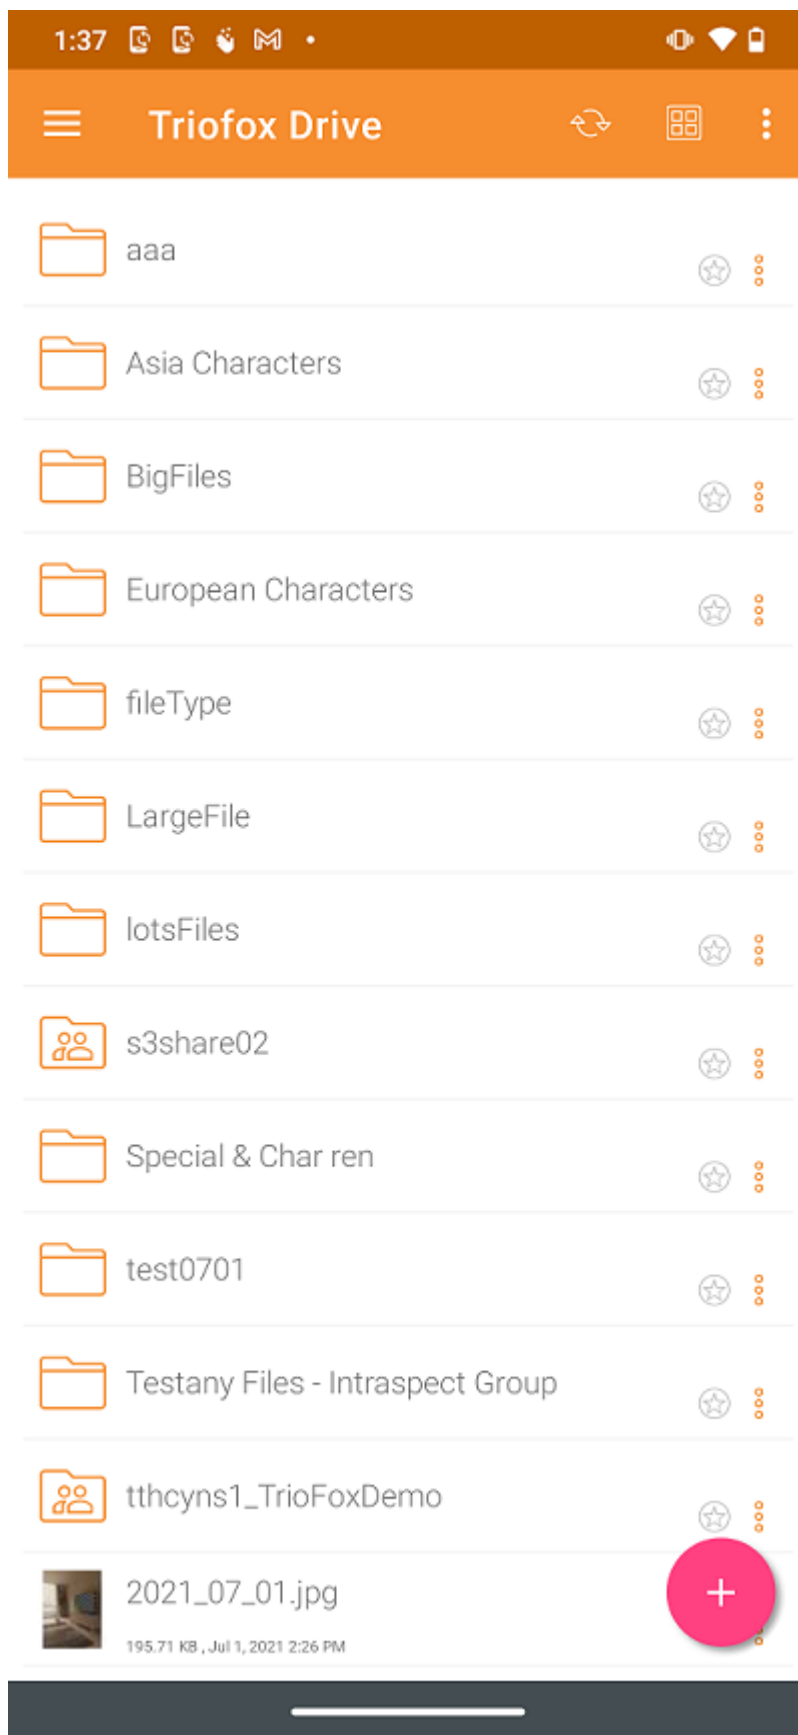 1:37
Triofox Drive
aaa
Asia Characters
BigFiles
European Characters
fileType
LargeFile
lotsFiles
s3share02
Special & Char ren
test0701
Testany Files - Intraspect Group
tthcyns1_TrioFoxDemo
2021_07_01.jpg
195.71 KB , Jul 1, 2021 2:26 PM